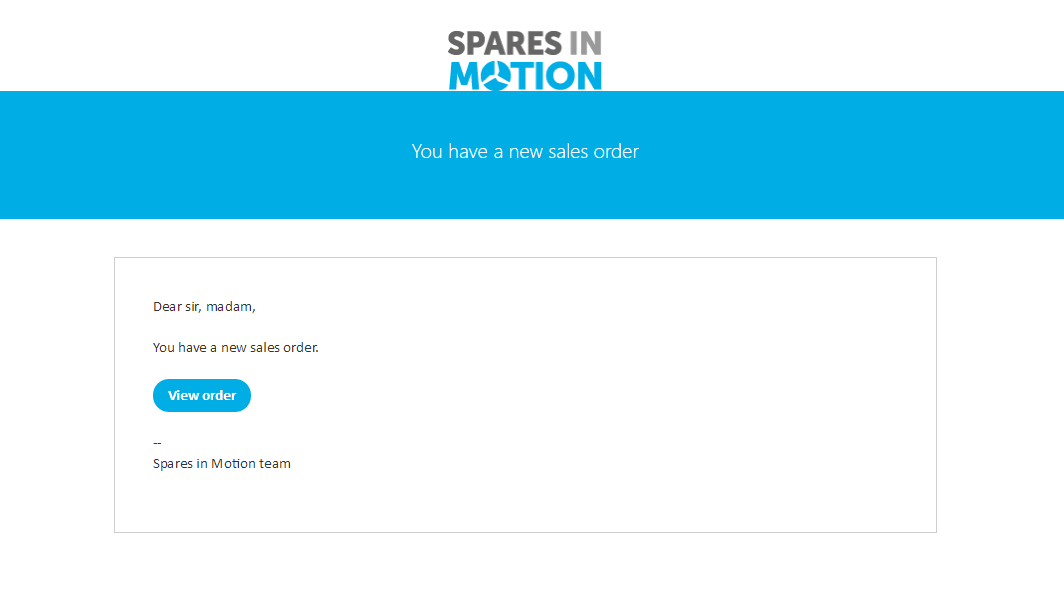 SPARES IN
MOTION
You have a new sales order
Dear sir, madam,
You have a new sales order.
View order
--
Spares in Motion team